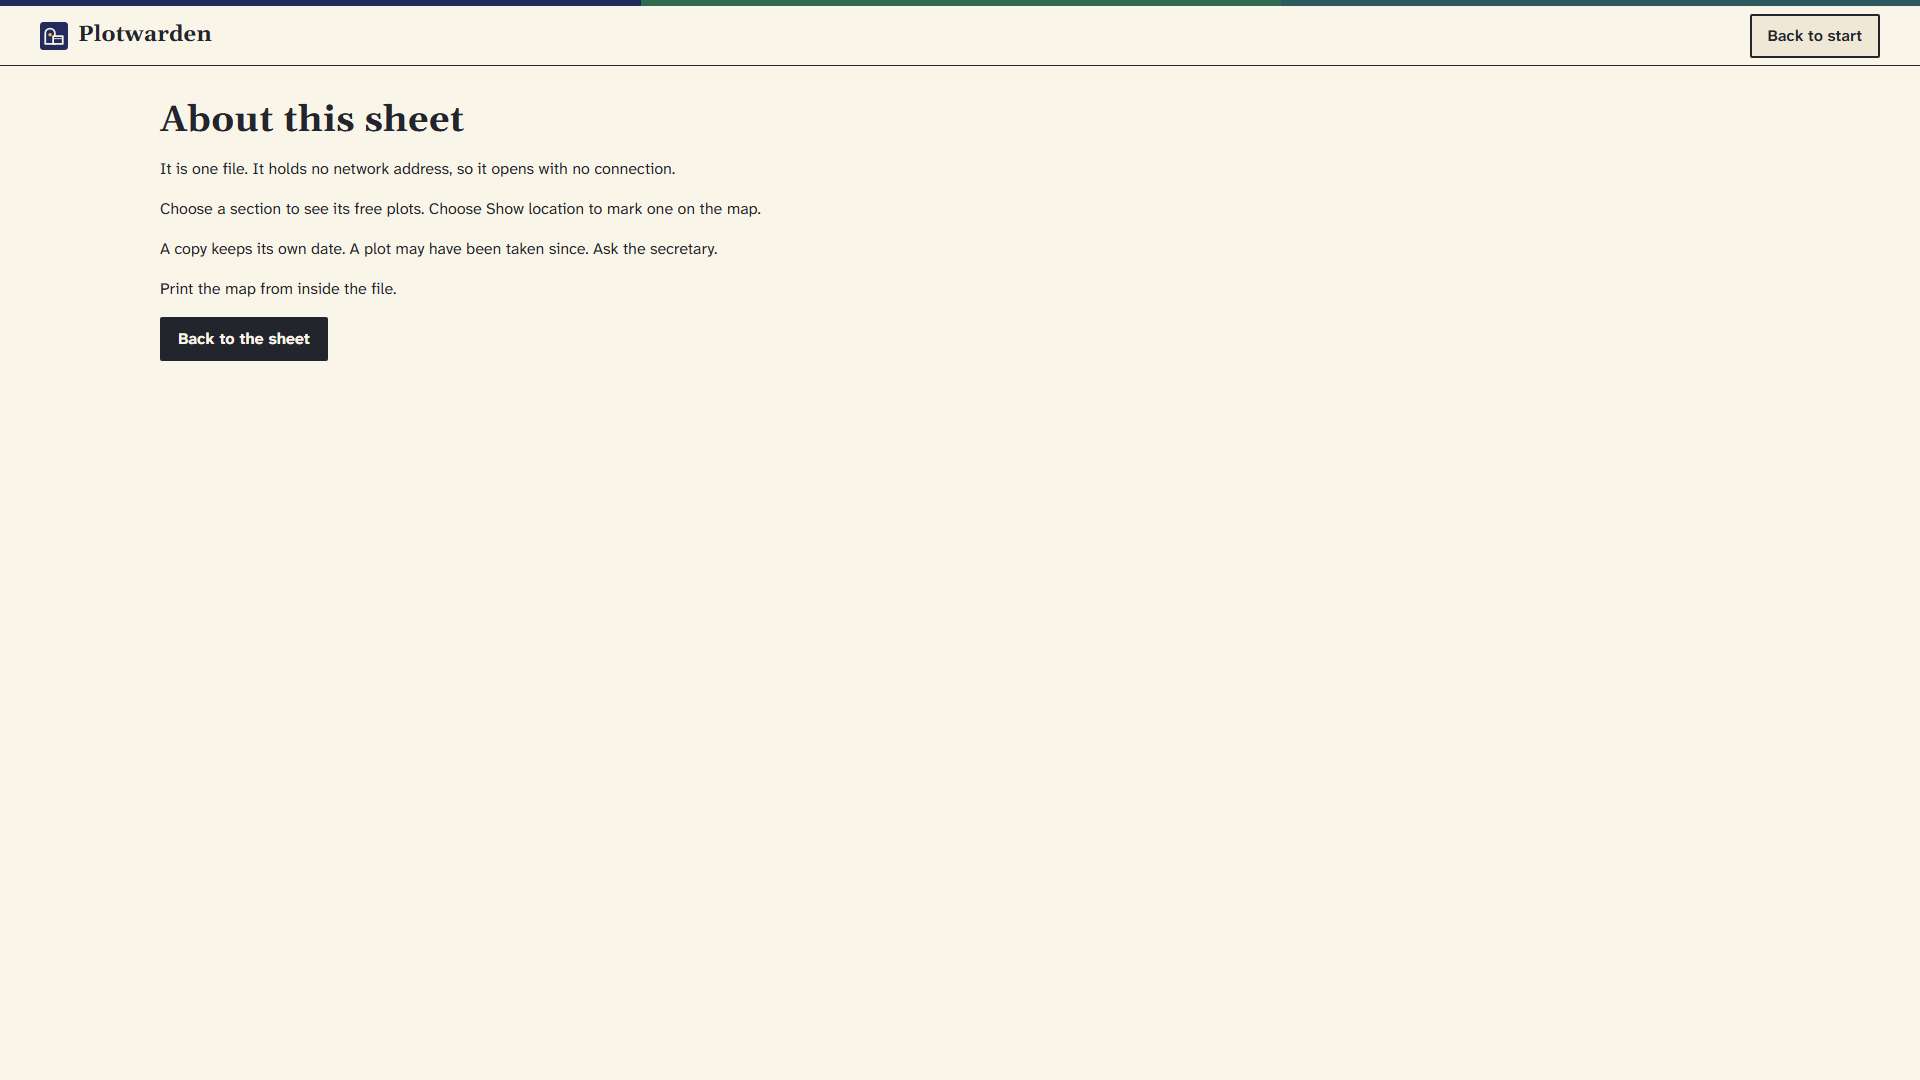 Plotwarden
Back to start
About this sheet
It is one file. It holds no network address, so it opens with no connection.
Choose a section to see its free plots. Choose Show location to mark one on the map.
A copy keeps its own date. A plot may have been taken since. Ask the secretary.
Print the map from inside the file.
Back to the sheet